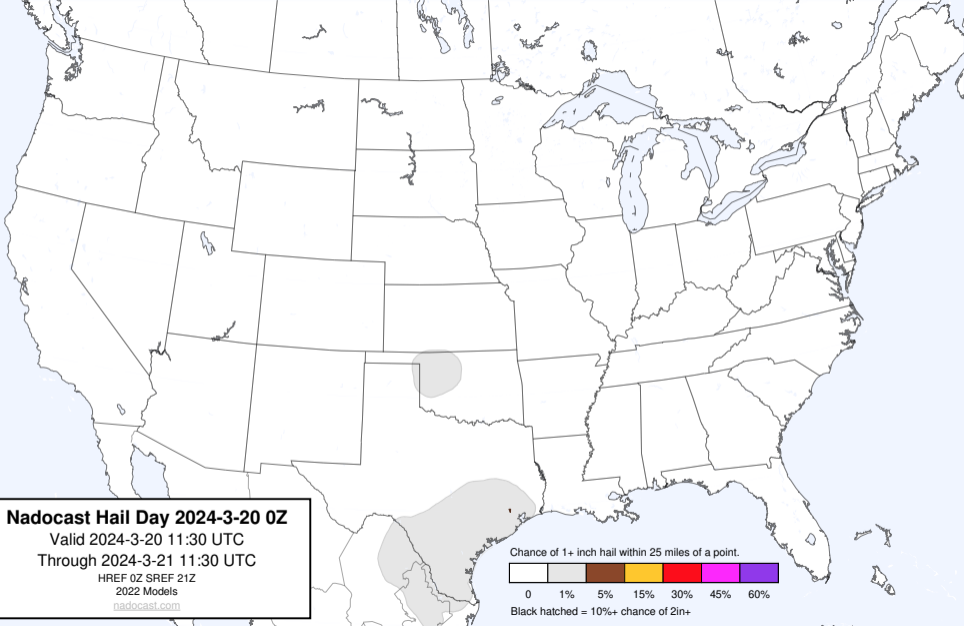 Nadocast Hail Day 2024-3-20 0Z
Valid 2024-3-20 11:30 UTC
Through 2024-3-21 11:30 UTC
HREF 0Z SREF 21Z
2022 Models
nadocast.com
Chance of 1+ inch hail within 25 miles of a point.
0 1% 5% 15% 30% 45% 60%
Black hatched = 10%+ chance of 2in+